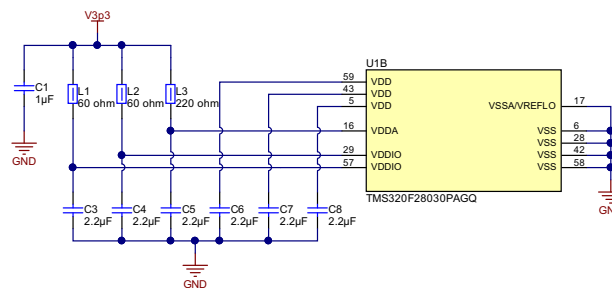 V3p3
U1B
C1
1µF
L1
60 ohm
L2
60 ohm
L3
220 ohm
59
VDD
43
VDD
5
VDD
16
VDDA
29
VDDIO
57
VDDIO
VSSA/VREFLO
17
VSS
6
VSS
28
VSS
42
VSS
58
TMS320F28030PAGQ
GND
GND
C3
2.2µF
C4
2.2µF
C5
2.2µF
C6
2.2µF
C7
2.2µF
C8
2.2µF
GND